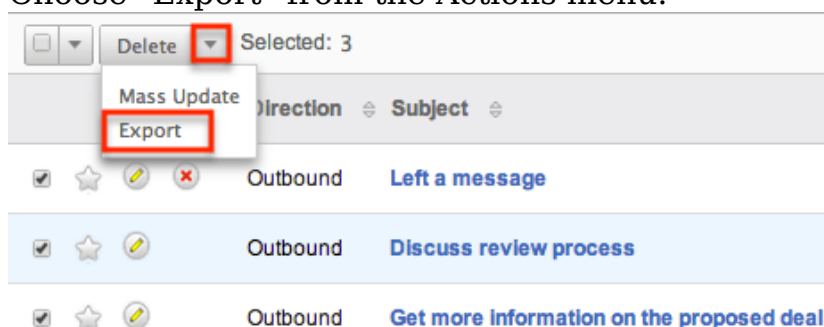 Choose "Export" from the Actions menu.
Delete Selected: 3
Mass Update
Direction Subject
Export
Outbound Left a message
Outbound Discuss review process
Outbound Get more information on the proposed deal